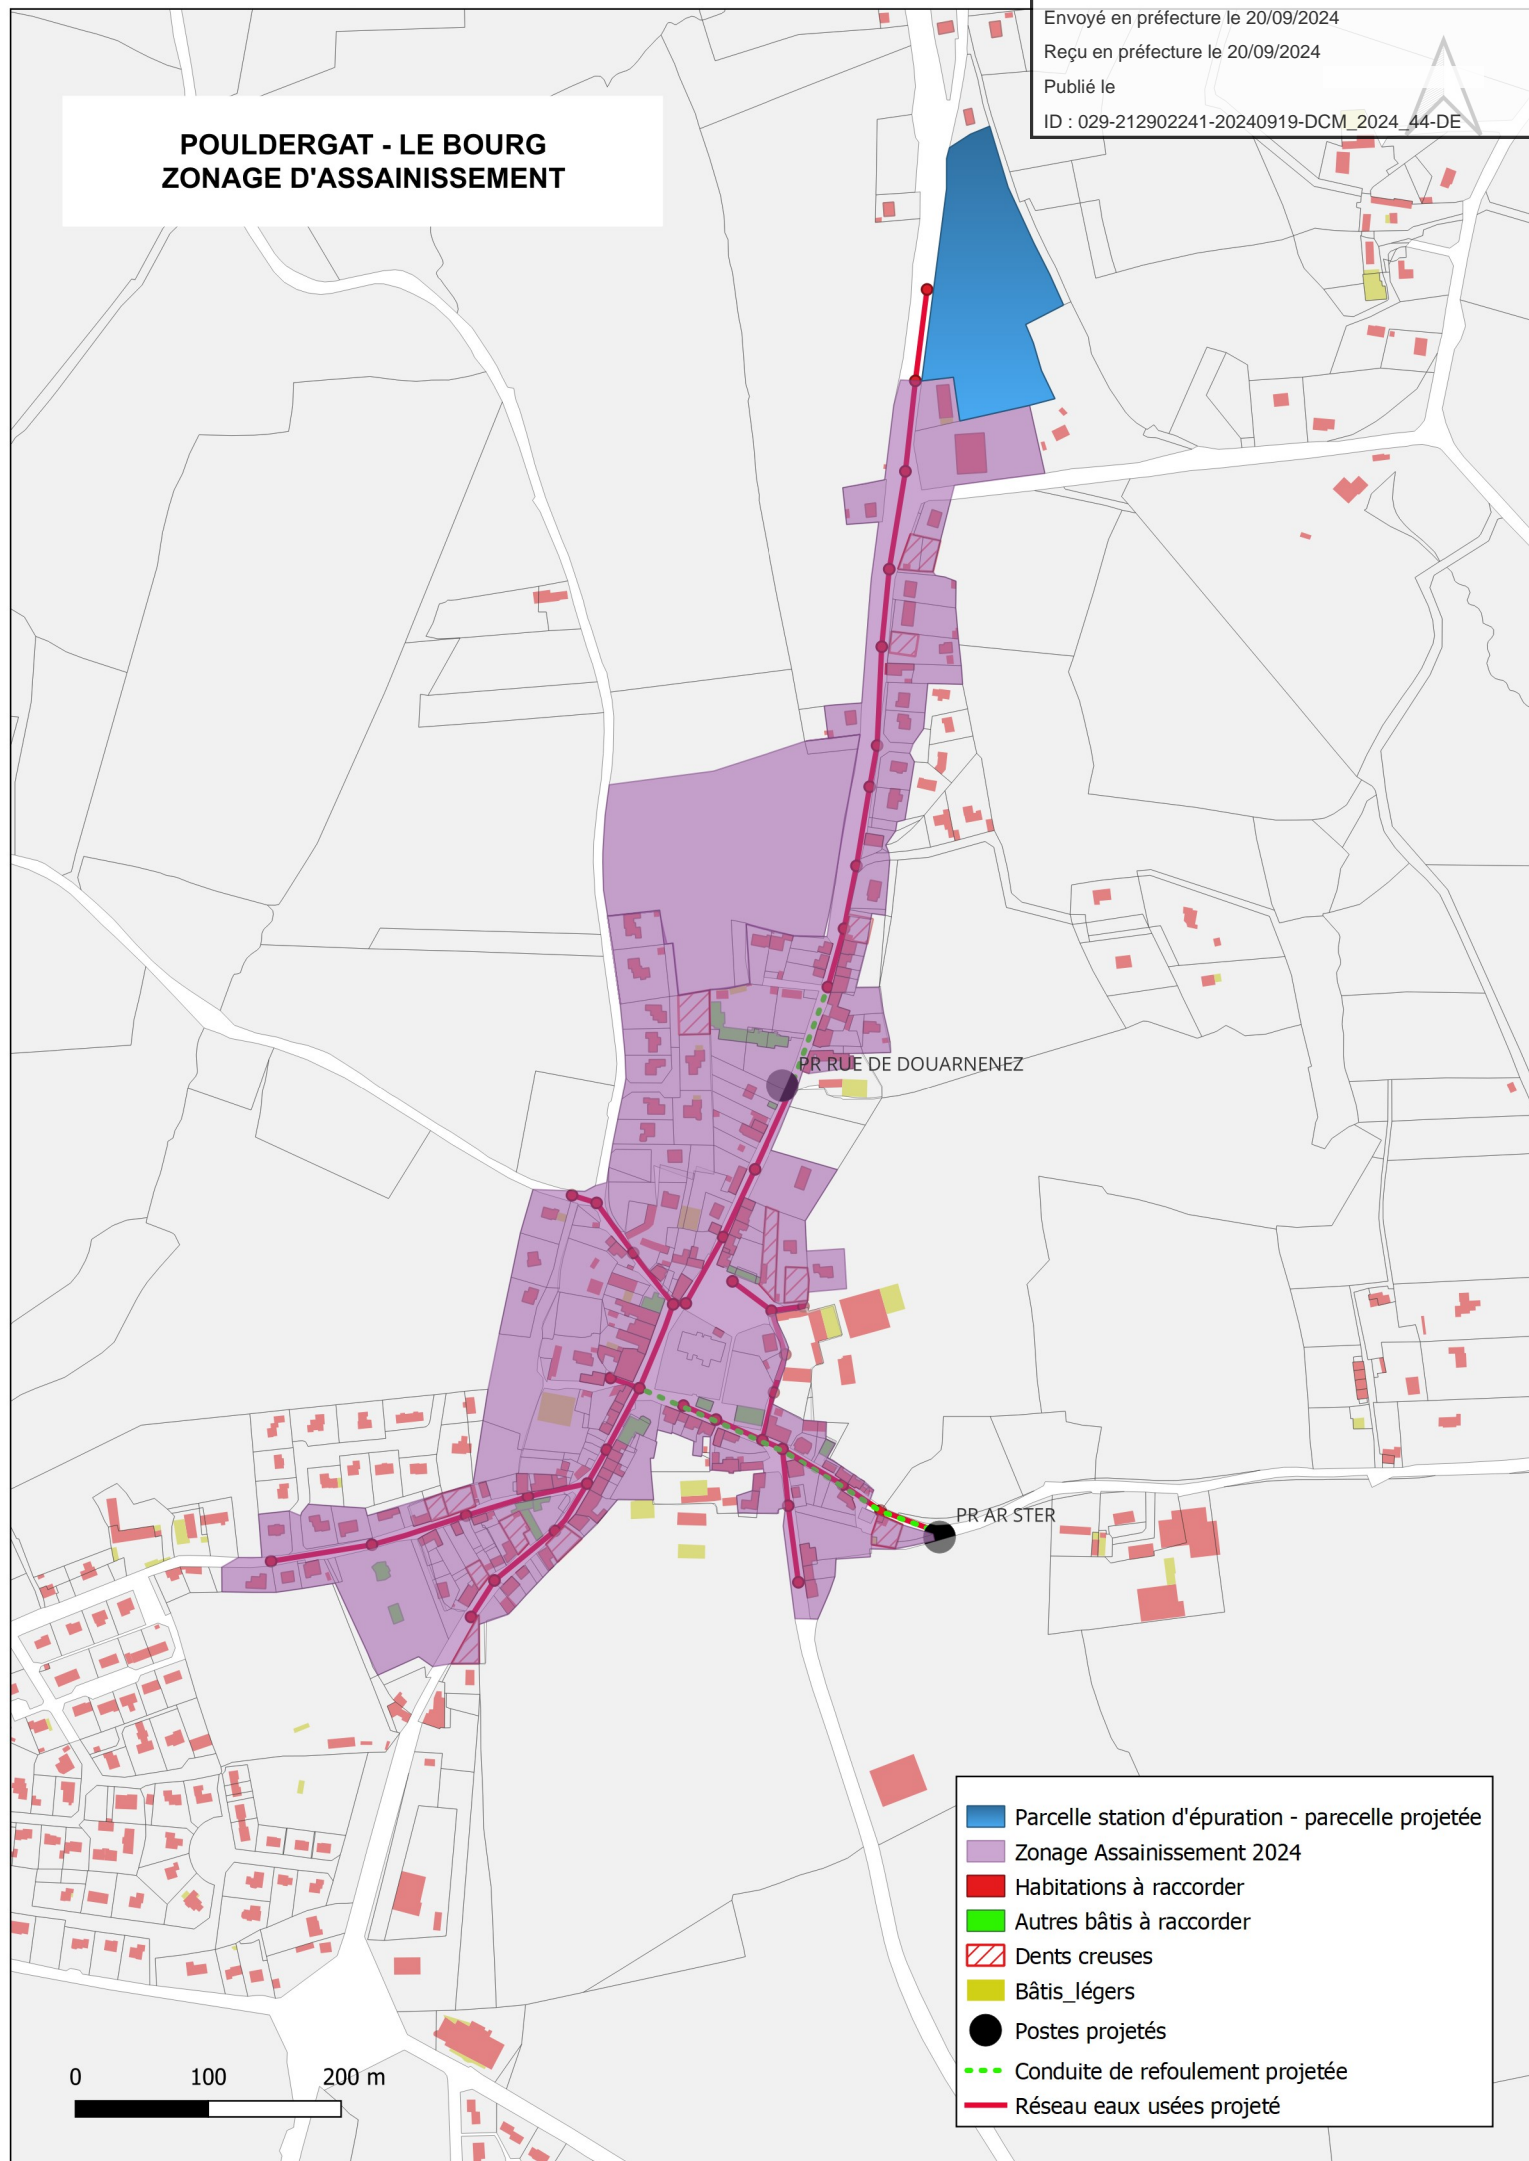 Envoyé en préfecture le 20/09/2024
Reçu en préfecture le 20/09/2024
Publié le
ID : 029-212902241-20240919-DCM_2024_44-DE
POULDERGAT - LE BOURG
ZONAGE D'ASSAINISSEMENT
PR RUE DE DOUARNENEZ
PR AR STER
Parcelle station d'épuration - parecelle projetée
Zonage Assainissement 2024
Habitations à raccorder
Autres bâtis à raccorder
Dents creuses
Bâtis_légers
Postes projetés
Conduite de refoulement projetée
Réseau eaux usées projeté
0 100 200 m